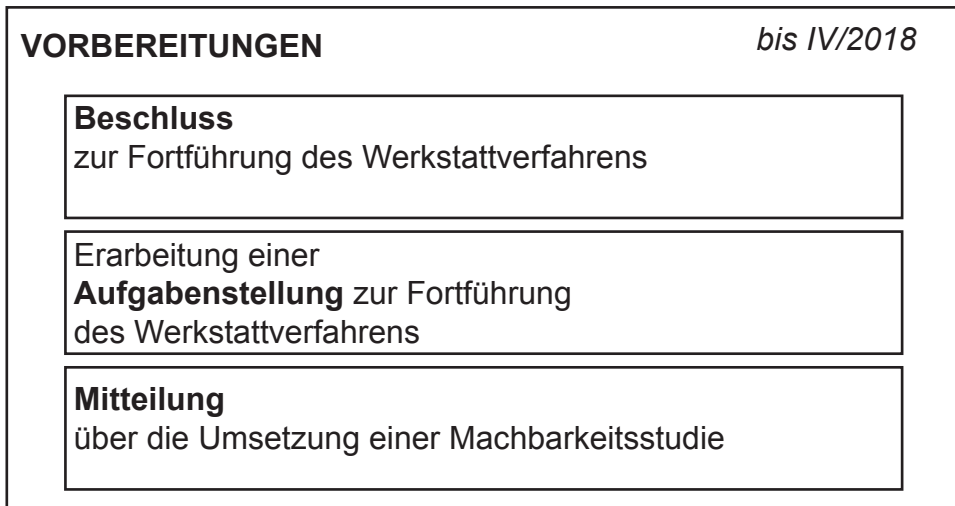 VORBEREITUNGEN bis IV/2018
Beschluss
zur Fortführung des Werkstattverfahrens
Erarbeitung einer
Aufgabenstellung zur Fortführung
des Werkstattverfahrens
Mitteilung
über die Umsetzung einer Machbarkeitsstudie